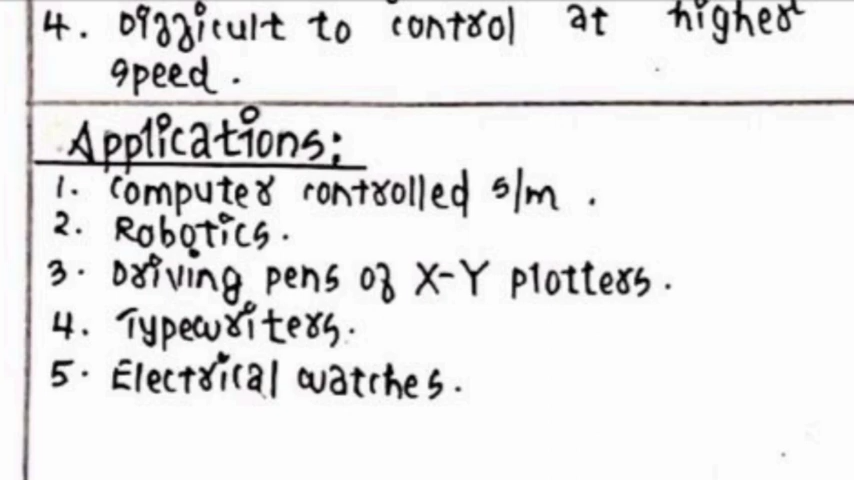 4. Difficult to control at higher
speed.
Applications:
1. Computer controlled s/m.
2. Robotics.
3. Driving pens of X-Y plotters.
4. Typewriters.
5. Electrical watches.